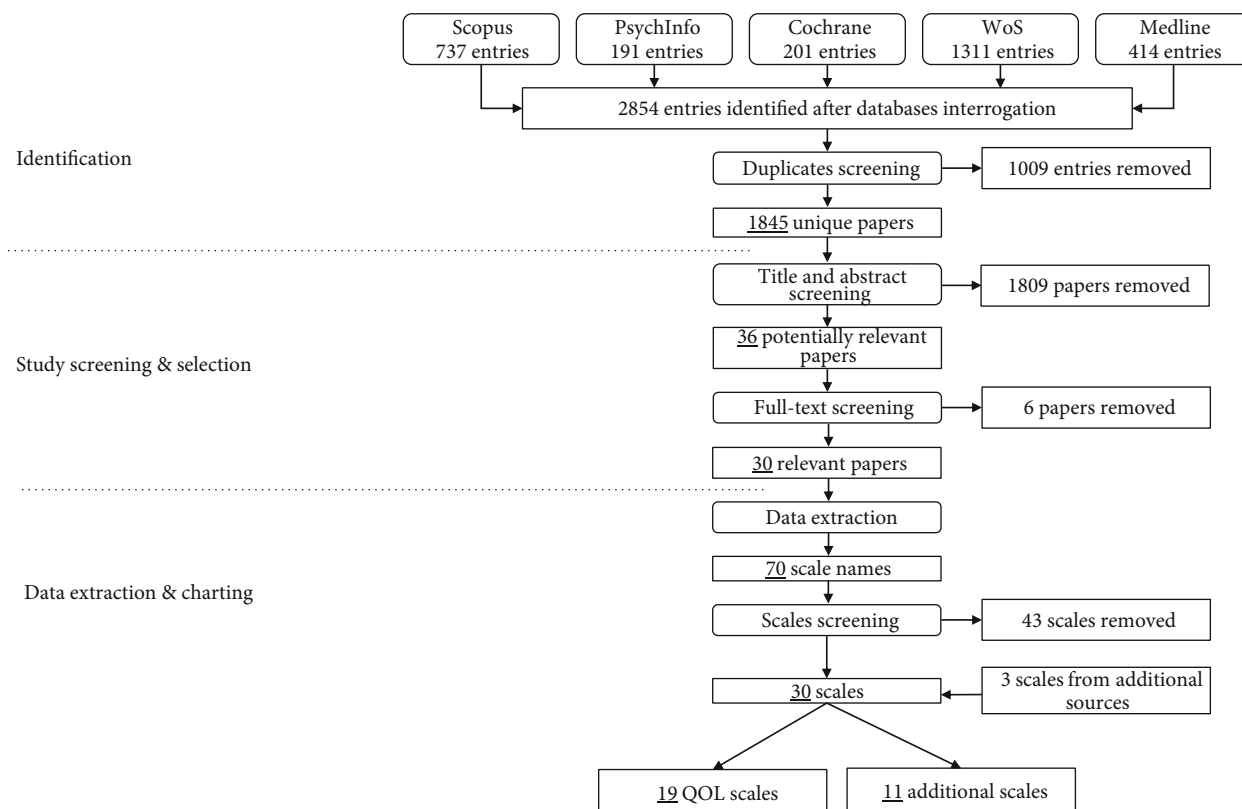 Scopus
737 entries
PsychInfo
191 entries
Cochrane
201 entries
WoS
1311 entries
Medline
414 entries
2854 entries identified after databases interrogation
Identification
Duplicates screening
1009 entries removed
1845 unique papers
Title and abstract
screening
1809 papers removed
36 potentially relevant
papers
Study screening & selection
Full-text screening
6 papers removed
30 relevant papers
Data extraction
70 scale names
Data extraction & charting
Scales screening
43 scales removed
30 scales
3 scales from additional
sources
19 QOL scales
11 additional scales